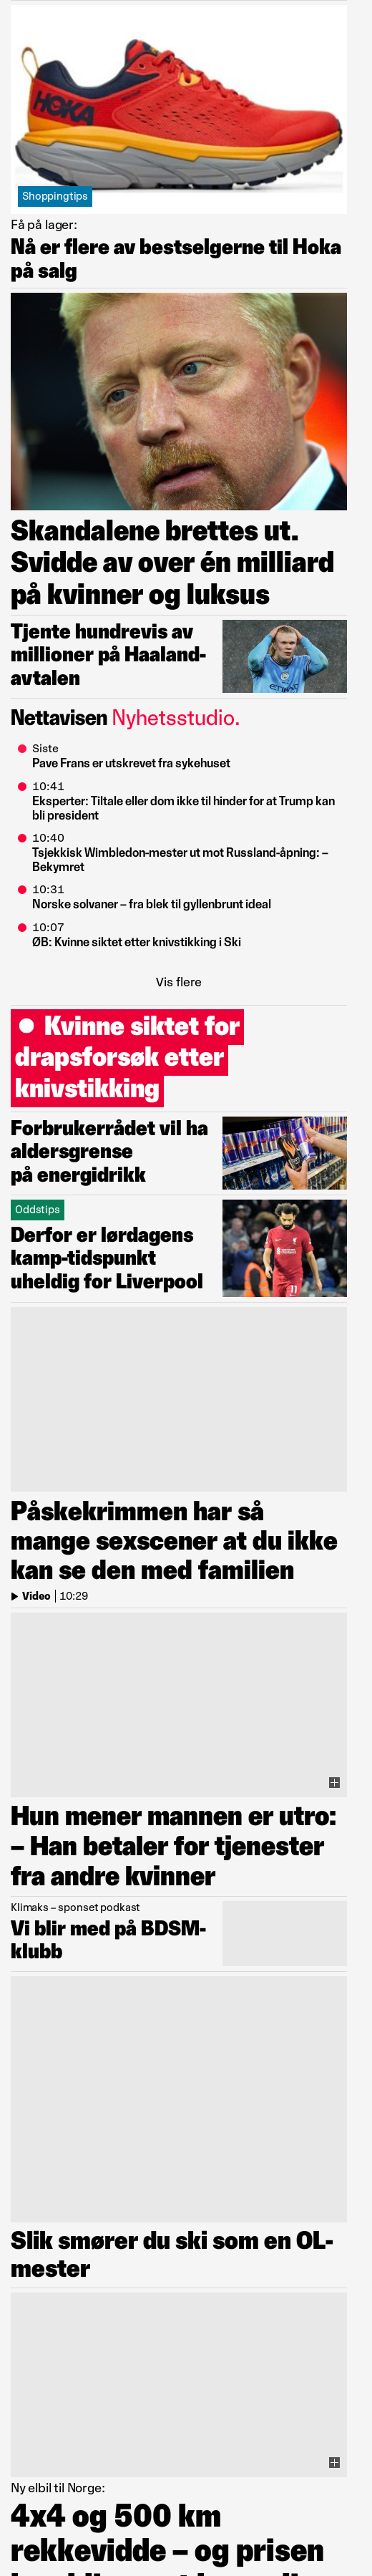 HOKA
Shoppingtips
Få på lager:
Nå er flere av bestselgerne til Hoka
på salg
Skandalene brettes ut.
Svidde av over én milliard
på kvinner og luksus
Tjente hundrevis av
millioner på Haaland-
avtalen
Nettavisen Nyhetsstudio.
Siste
Pave Frans er utskrevet fra sykehuset
10:41
Eksperter: Tiltale eller dom ikke til hinder for at Trump kan
bli president
10:40
Tsjekkisk Wimbledon-mester ut mot Russland-åpning: –
Bekymret
10:31
Norske solvaner – fra blek til gyllenbrunt ideal
10:07
ØB: Kvinne siktet etter knivstikking i Ski
Vis flere
Kvinne siktet for
drapsforsøk etter
knivstikking
Forbrukerrådet vil ha
aldersgrense
på energidrikk
Oddstips
Derfor er lørdagens
kamp-tidspunkt
uheldig for Liverpool
11
Påskekrimmen har så
mange sexscener at du ikke
kan se den med familien
Video | 10:29
Hun mener mannen er utro:
– Han betaler for tjenester
fra andre kvinner
Klimaks – sponset podkast
Vi blir med på BDSM-
klubb
Slik smører du ski som en OL-
mester
Ny elbil til Norge:
4x4 og 500 km
rekkevidde – og prisen